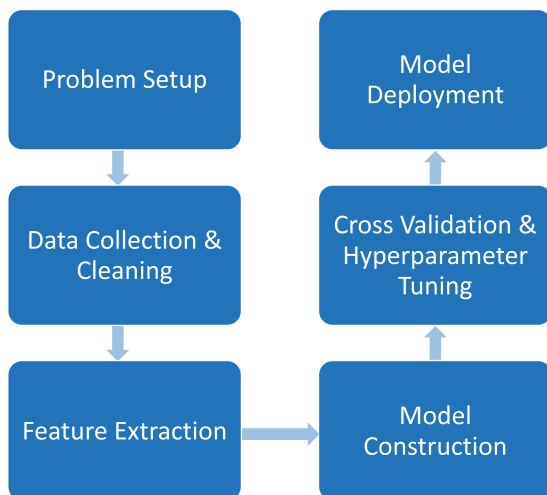 Problem Setup
Data Collection &
Cleaning
Feature Extraction
Model
Construction
Cross Validation &
Hyperparameter
Tuning
Model
Deployment